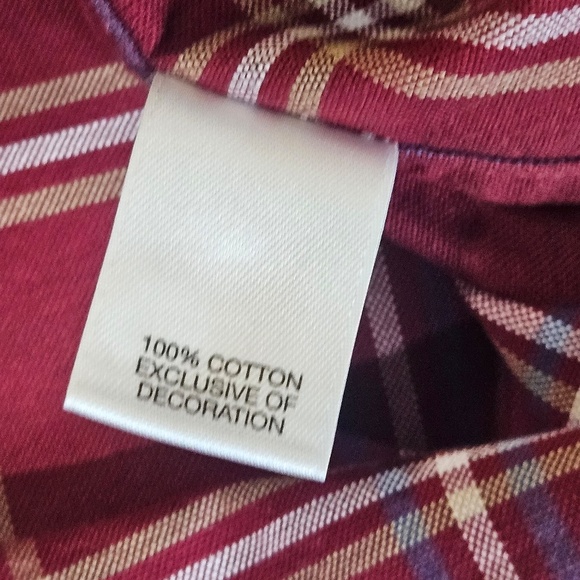 100% COTTON
EXCLUSIVE OF
DECORATION